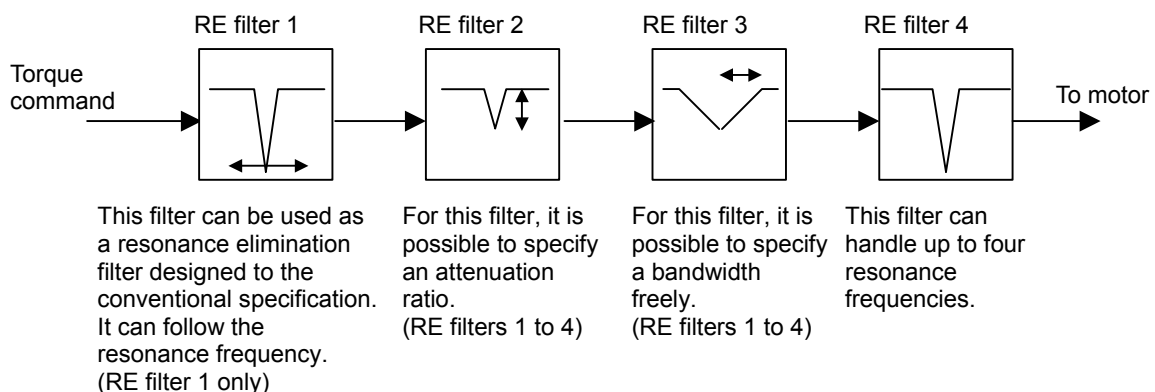 RE filter 1
RE filter 2
RE filter 3
RE filter 4
Torque
command
To motor
This filter can be used as
a resonance elimination
filter designed to the
conventional specification.
It can follow the
resonance frequency.
(RE filter 1 only)
For this filter, it is
possible to specify
an attenuation
ratio.
(RE filters 1 to 4)
For this filter, it is
possible to specify
a bandwidth
freely.
(RE filters 1 to 4)
This filter can
handle up to four
resonance
frequencies.